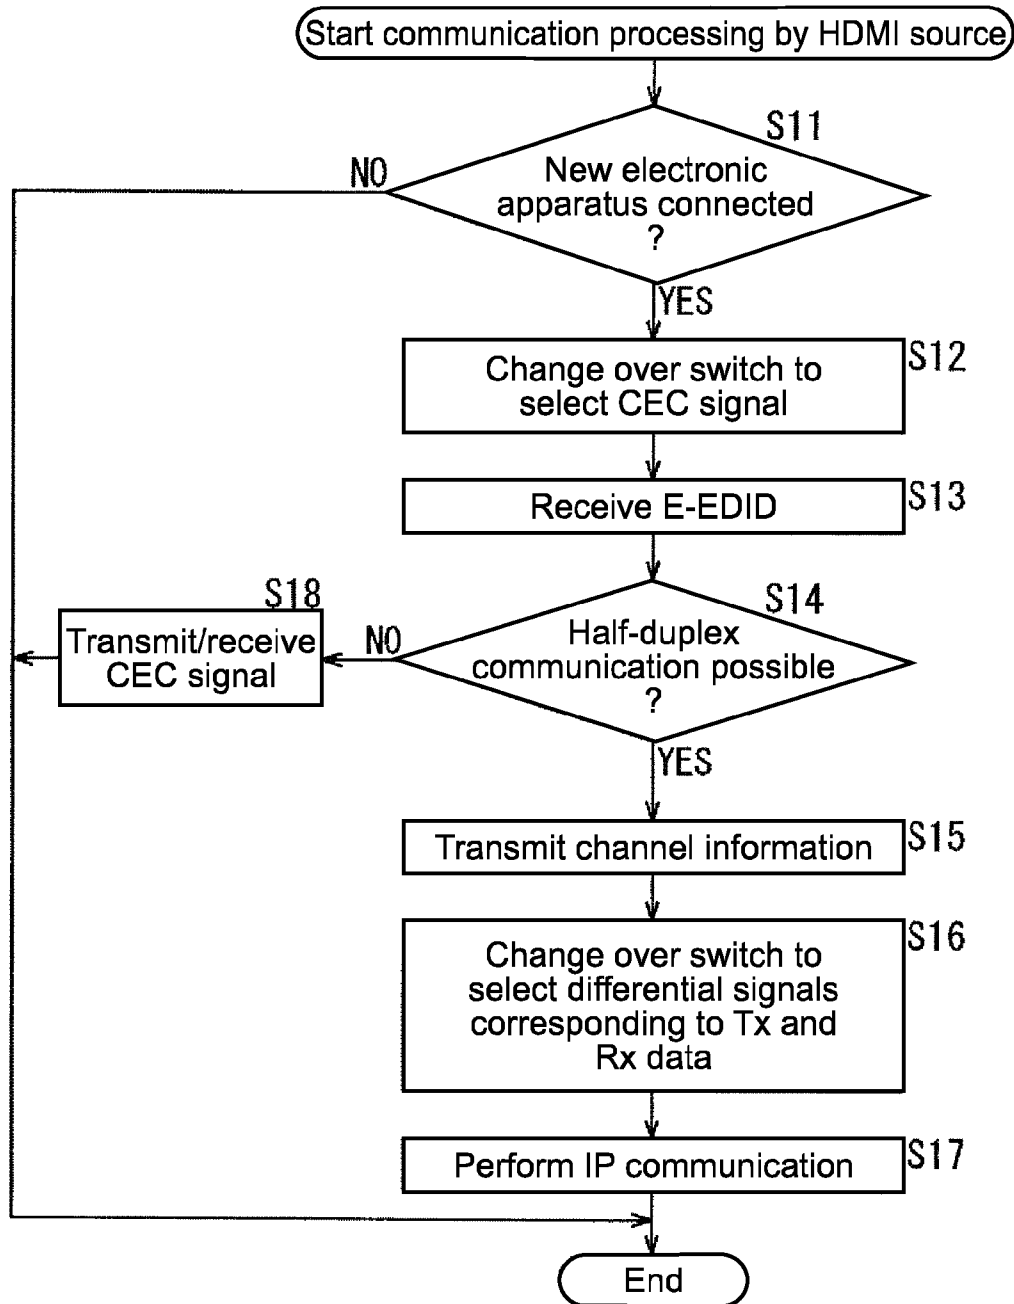 Start communication processing by HDMI source
S11
NO
New electronic
apparatus connected
?
YES
S12
Change over switch to
select CEC signal
S13
Receive E-EDID
S18
S14
Transmit/receive
CEC signal
NO
Half-duplex
communication possible
?
YES
S15
Transmit channel information
S16
Change over switch to
select differential signals
corresponding to Tx and
Rx data
S17
Perform IP communication
End